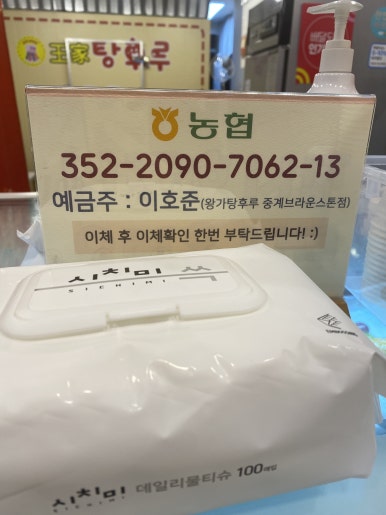 王家탕후루
농협
352-2090-7062-13
예금주 : 이호준(왕가탕후루 중계브라운스톤점)
이체 후 이체확인 한번 부탁드립니다! :)
시치미 쓱
SICHIMI
시치미 데일리물티슈 100매입
SICHIMI